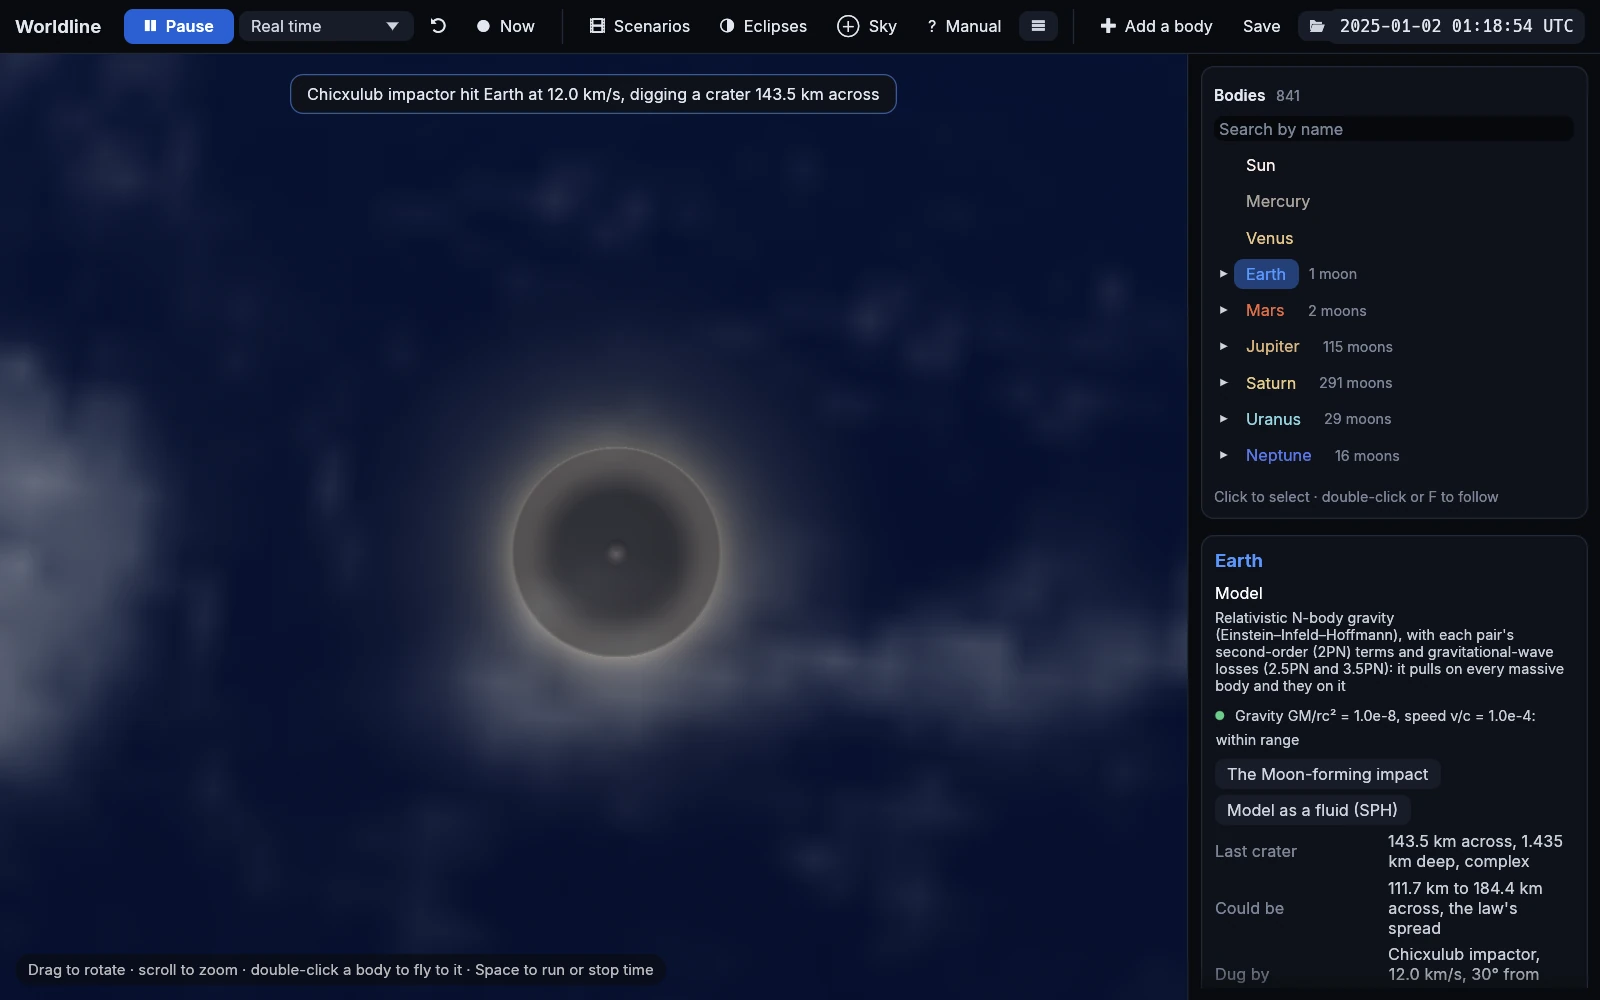 Worldline
Pause
Real time
Now
Scenarios
Eclipses
Sky
? Manual
Add a body
Save
2025-01-02 01:18:54 UTC
Chicxulub impactor hit Earth at 12.0 km/s, digging a crater 143.5 km across
Bodies 841
Search by name
Sun
Mercury
Venus
Earth 1 moon
Mars 2 moons
Jupiter 115 moons
Saturn 291 moons
Uranus 29 moons
Neptune 16 moons
Click to select · double-click or F to follow
Earth
Model
Relativistic N-body gravity
(Einstein–Infeld–Hoffmann), with each pair's
second-order (2PN) terms and gravitational-wave
losses (2.5PN and 3.5PN): it pulls on every massive
body and they on it
Gravity GM/rc² = 1.0e-8, speed v/c = 1.0e-4:
within range
The Moon-forming impact
Model as a fluid (SPH)
Last crater
143.5 km across, 1.435
km deep, complex
Could be
111.7 km to 184.4 km
across, the law's
spread
Dug by
Chicxulub impactor,
12.0 km/s, 30° from
Drag to rotate · scroll to zoom · double-click a body to fly to it · Space to run or stop time